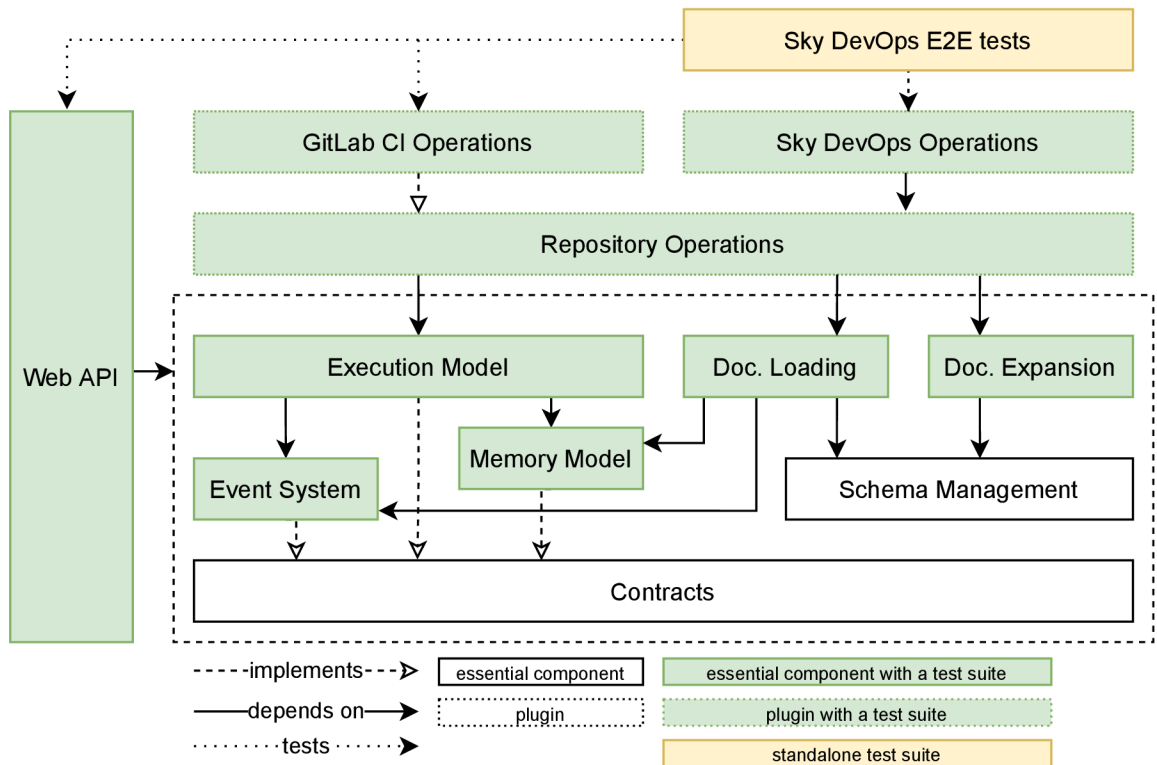 Sky DevOps E2E tests
GitLab CI Operations
Sky DevOps Operations
Repository Operations
Web API
Execution Model
Doc. Loading
Doc. Expansion
Memory Model
Event System
Schema Management
Contracts
implements
essential component
essential component with a test suite
depends on
plugin
plugin with a test suite
tests
standalone test suite